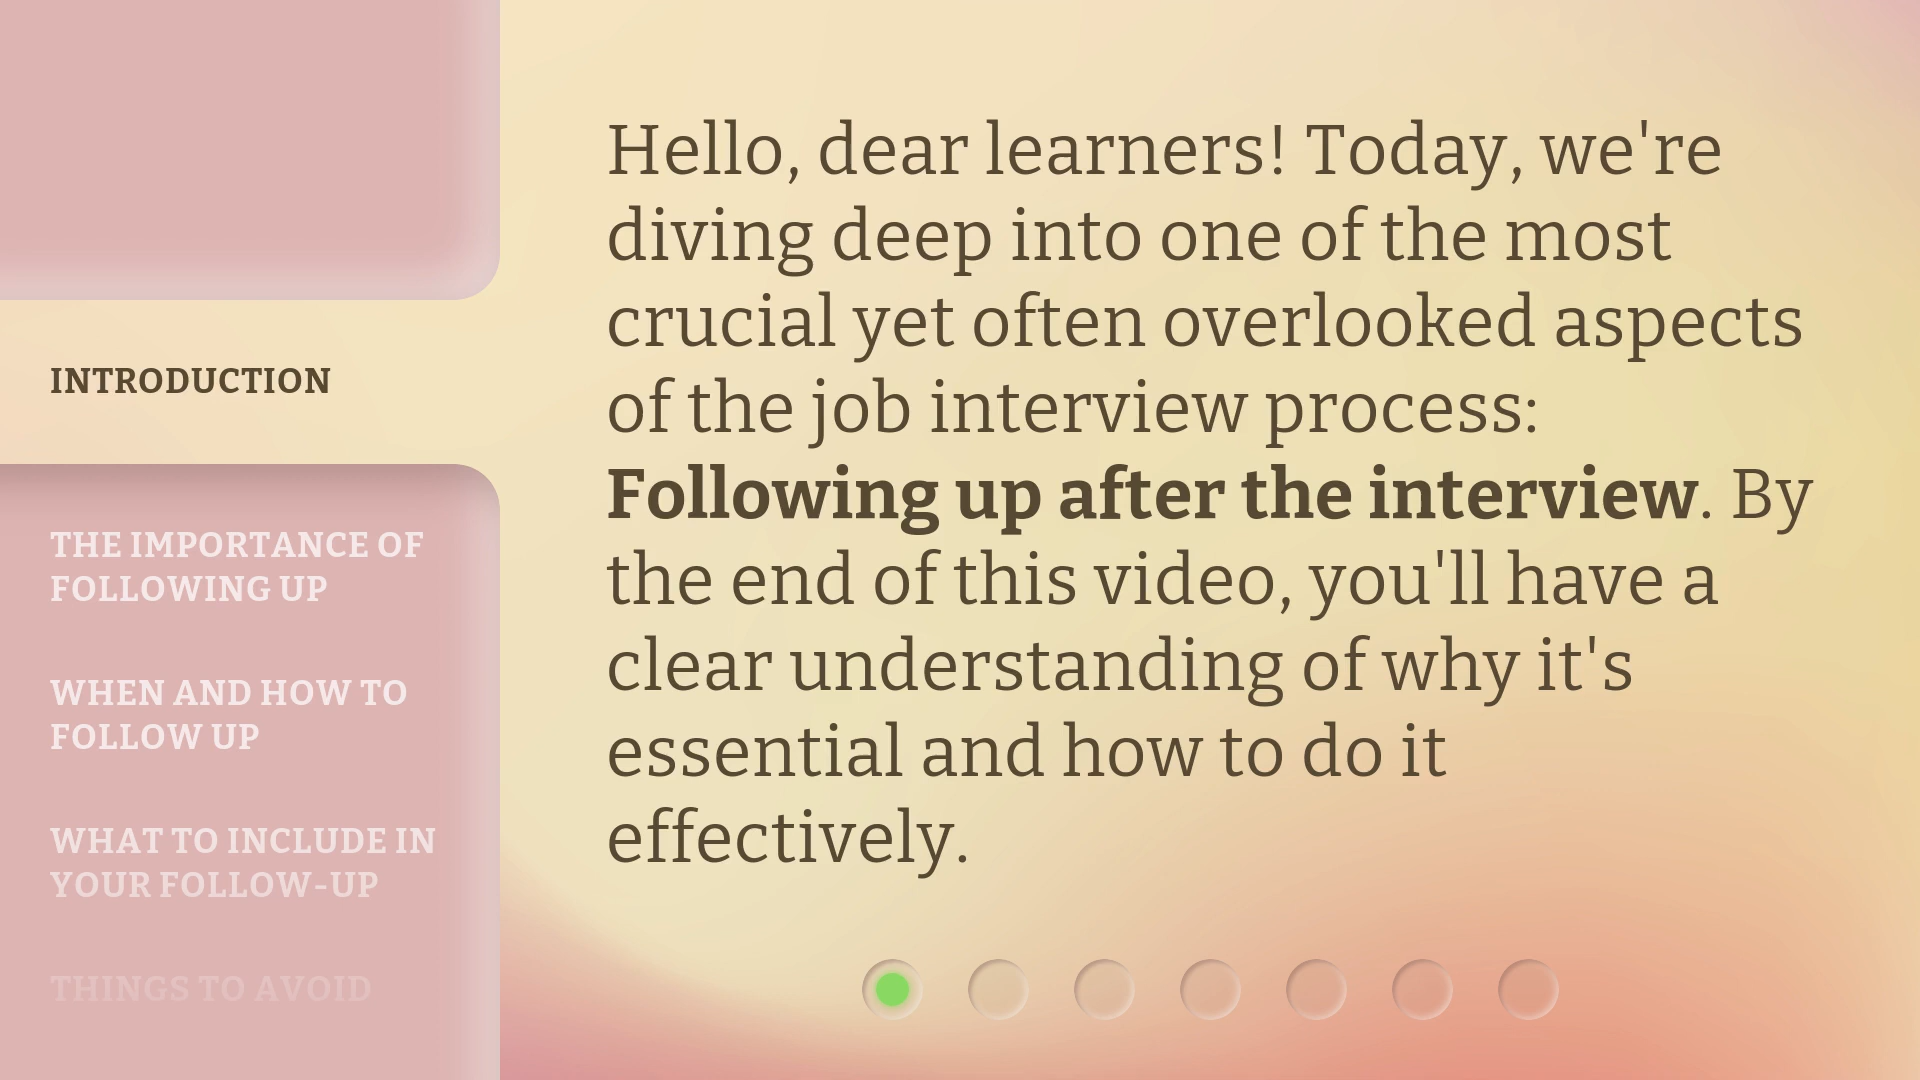 INTRODUCTION
THE IMPORTANCE OF
FOLLOWING UP
WHEN AND HOW TO
FOLLOW UP
WHAT TO INCLUDE IN
YOUR FOLLOW-UP
THINGS TO AVOID
Hello, dear learners! Today, we're
diving deep into one of the most
crucial yet often overlooked aspects
of the job interview process:
Following up after the interview. By
the end of this video, you'll have a
clear understanding of why it's
essential and how to do it
effectively.